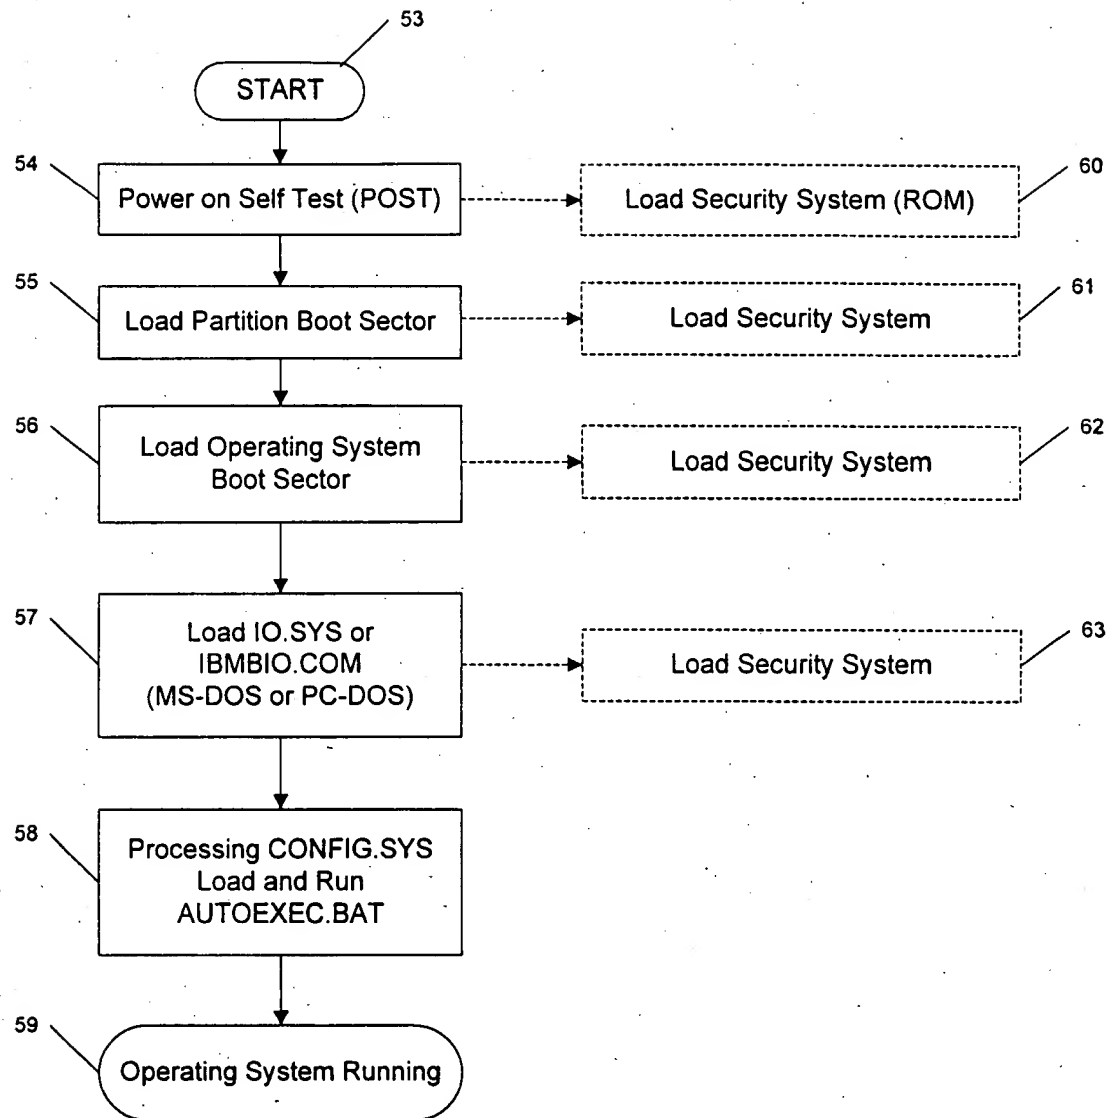 53
START
54
Power on Self Test (POST)
60
Load Security System (ROM)
55
Load Partition Boot Sector
61
Load Security System
56
Load Operating System
Boot Sector
62
Load Security System
57
Load IO.SYS or
IBMBIO.COM
(MS-DOS or PC-DOS)
63
Load Security System
58
Processing CONFIG.SYS
Load and Run
AUTOEXEC.BAT
59
Operating System Running